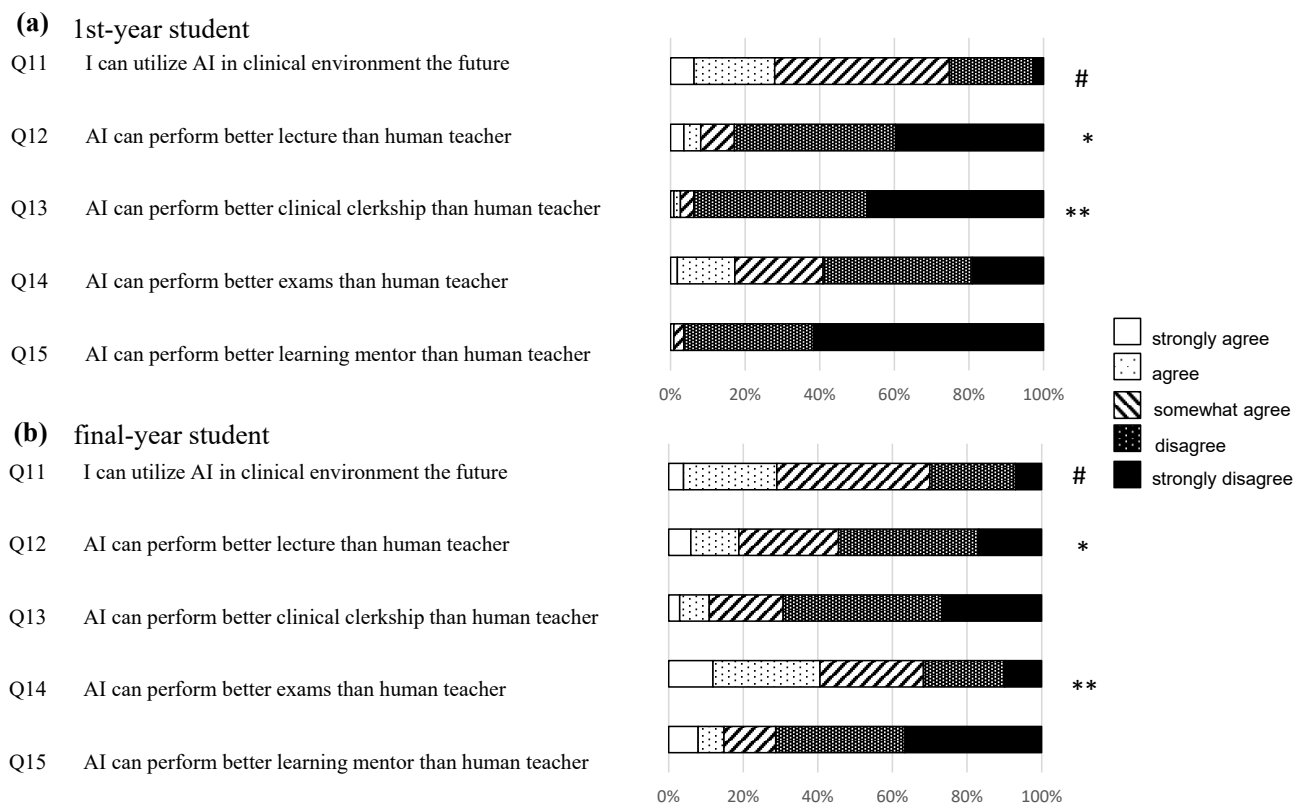 (a) 1st-year student
Q11 I can utilize AI in clinical environment the future #
Q12 AI can perform better lecture than human teacher *
Q13 AI can perform better clinical clerkship than human teacher **
Q14 AI can perform better exams than human teacher
Q15 AI can perform better learning mentor than human teacher
0% 20% 40% 60% 80% 100%
strongly agree
agree
somewhat agree
disagree
strongly disagree
(b) final-year student
Q11 I can utilize AI in clinical environment the future #
Q12 AI can perform better lecture than human teacher *
Q13 AI can perform better clinical clerkship than human teacher
Q14 AI can perform better exams than human teacher **
Q15 AI can perform better learning mentor than human teacher
0% 20% 40% 60% 80% 100%